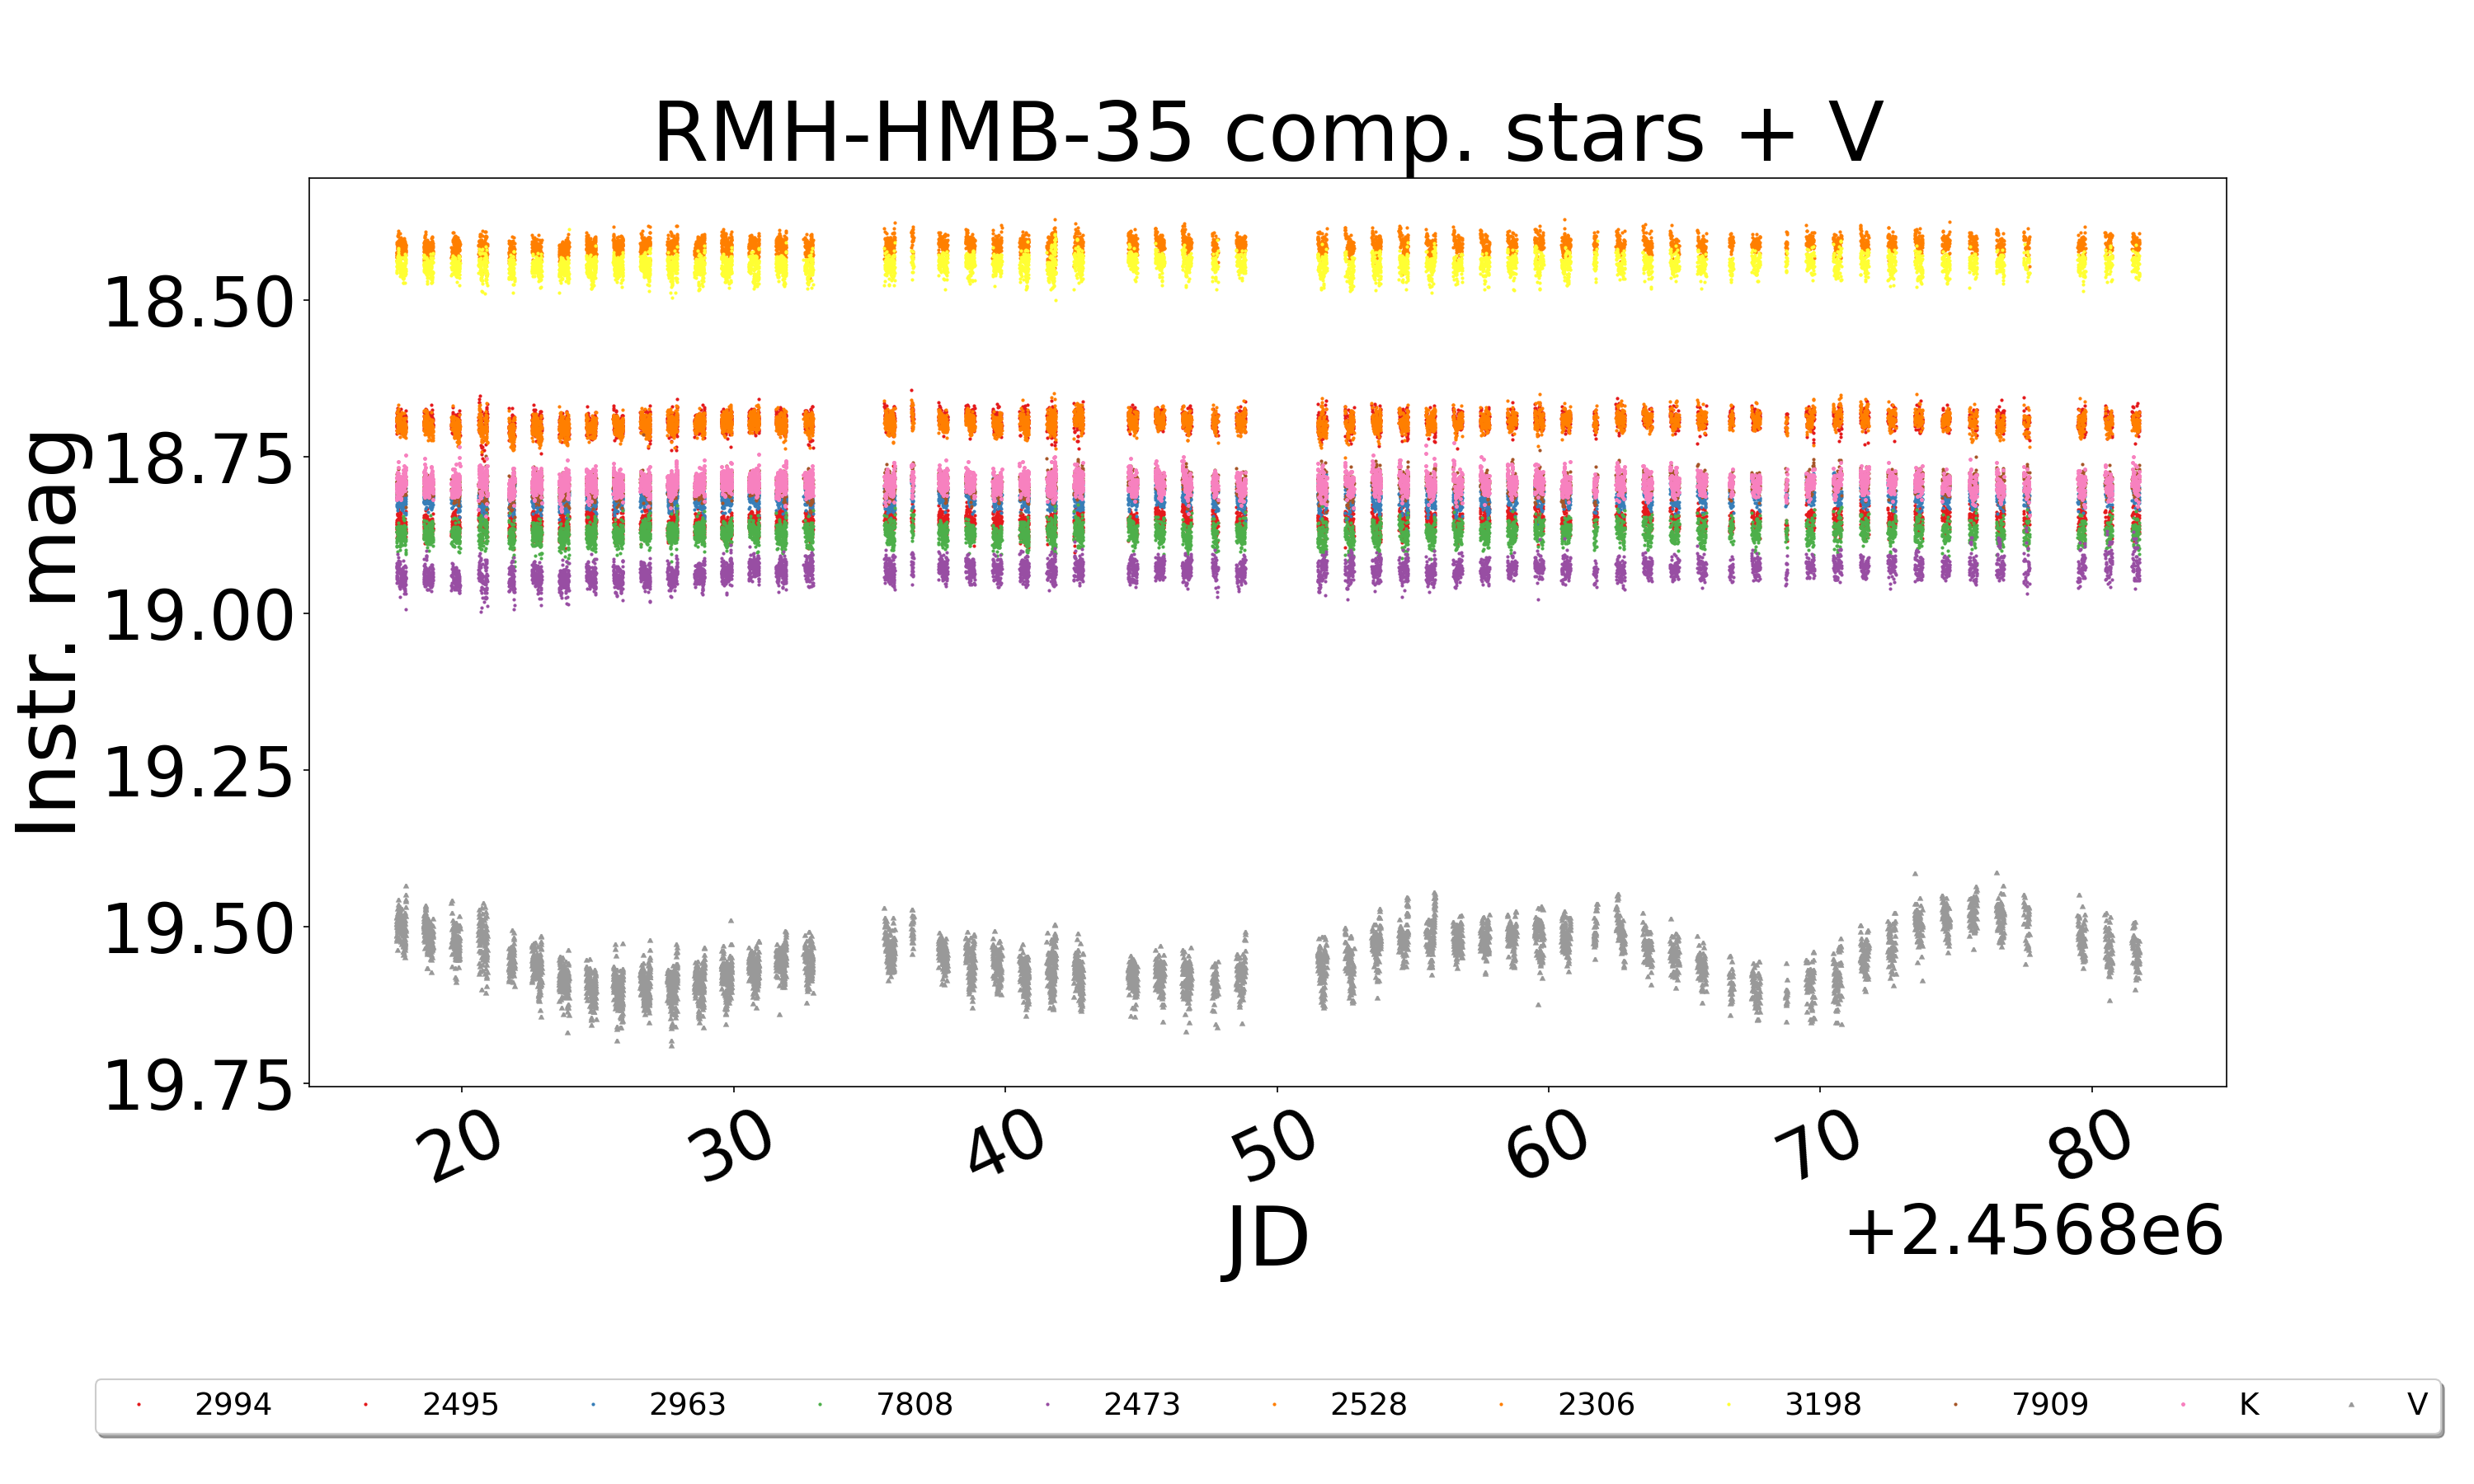 RMH-HMB-35 comp. stars + V
Instr. mag
18.50
18.75
19.00
19.25
19.50
19.75
20 30 40 50 60 70 80
JD
+2.4568e6
2994 2495 2963 7808 2473 2528 2306 3198 7909 K V